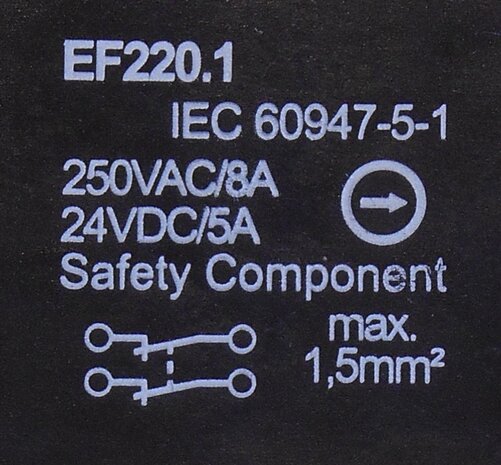 EF220.1
IEC 60947-5-1
250VAC/8A
24VDC/5A
Safety Component
max.
1,5mm²